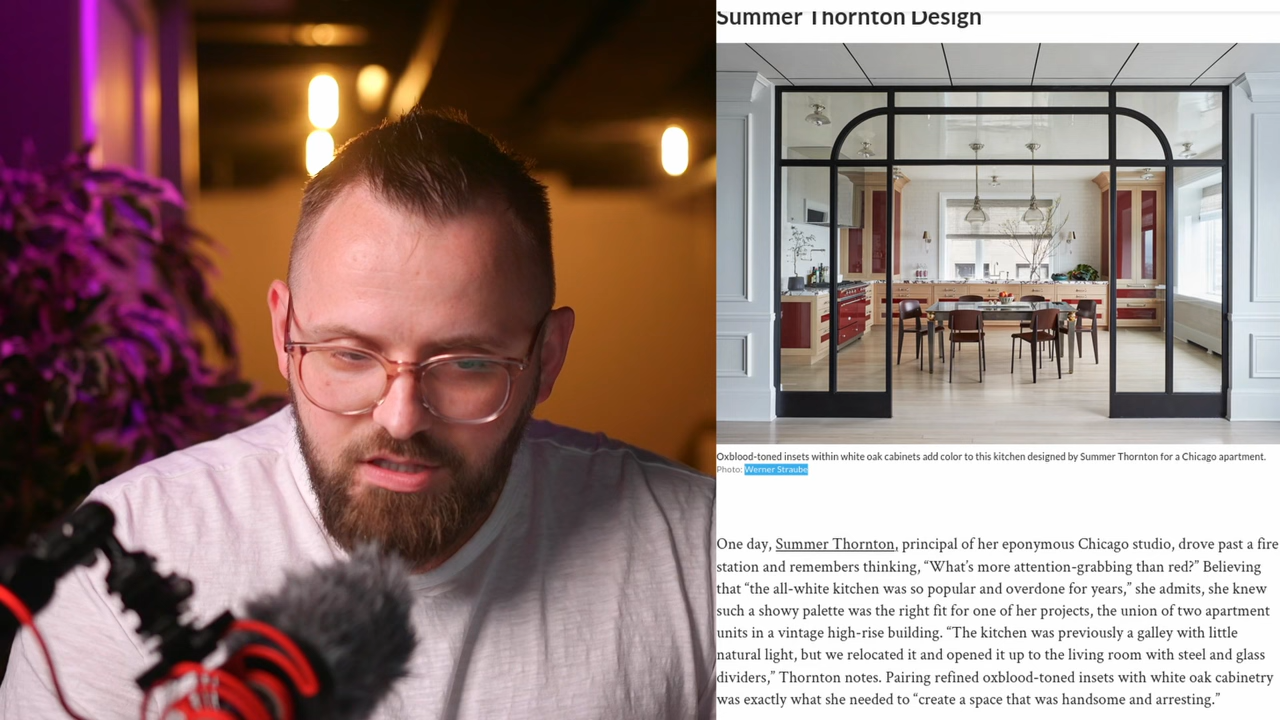 Summer Thornton Design
Oxblood-toned insets within white oak cabinets add color to this kitchen designed by Summer Thornton for a Chicago apartment.
Photo: Werner Straube
One day, Summer Thornton, principal of her eponymous Chicago studio, drove past a fire
station and remembers thinking, “What’s more attention-grabbing than red?” Believing
that “the all-white kitchen was so popular and overdone for years,” she admits, she knew
such a showy palette was the right fit for one of her projects, the union of two apartment
units in a vintage high-rise building. “The kitchen was previously a galley with little
natural light, but we relocated it and opened it up to the living room with steel and glass
dividers,” Thornton notes. Pairing refined oxblood-toned insets with white oak cabinetry
was exactly what she needed to “create a space that was handsome and arresting.”